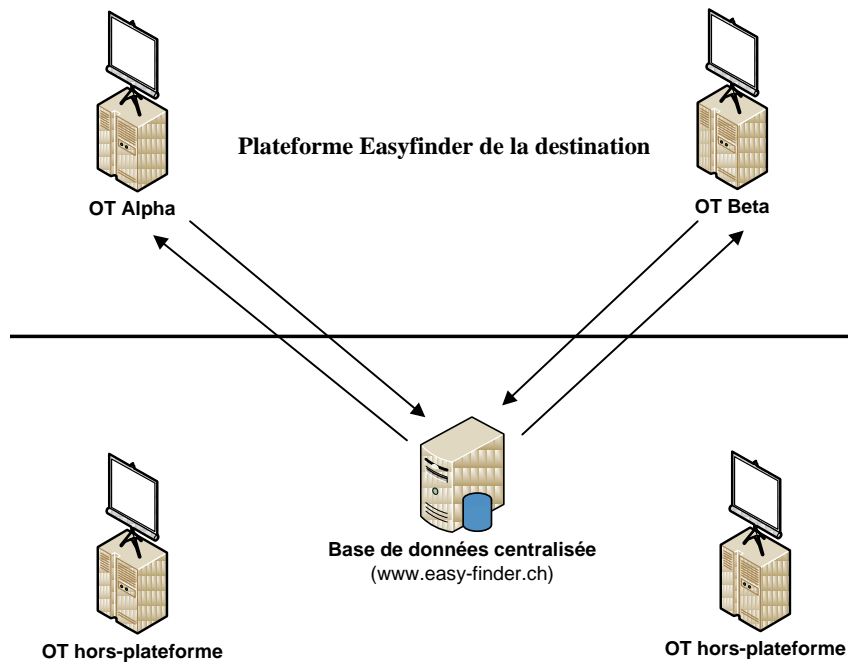 Plateforme Easyfinder de la destination
OT Alpha
OT Beta
Base de données centralisée
(www.easy-finder.ch)
OT hors-plateforme
OT hors-plateforme